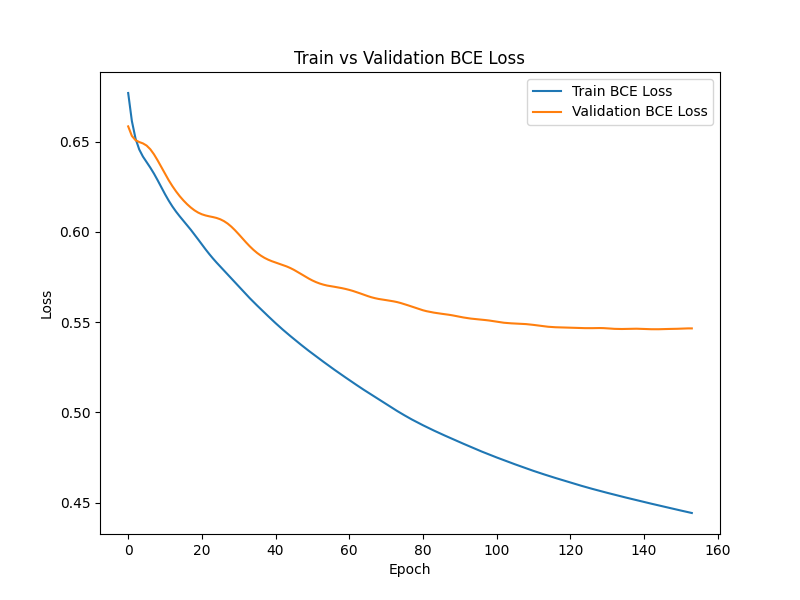 Train vs Validation BCE Loss
Train BCE Loss
Validation BCE Loss
Loss
0.65
0.60
0.55
0.50
0.45
0 20 40 60 80 100 120 140 160
Epoch